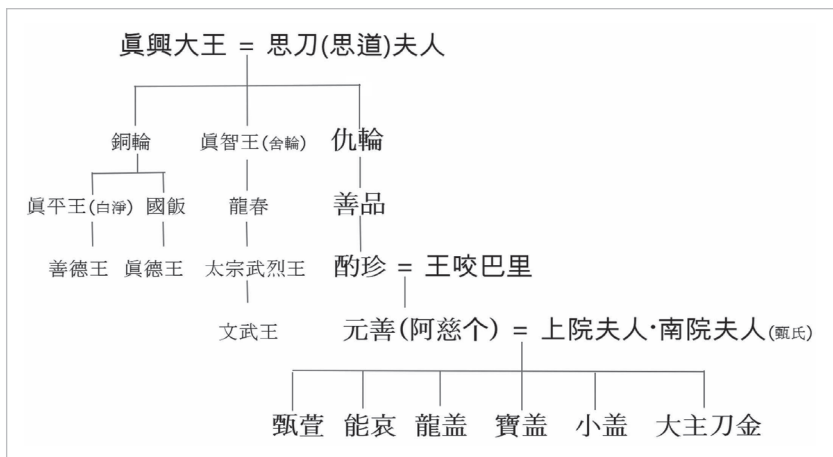 眞興大王 = 思刀(思道)夫人
銅輪 眞智王(舍輪) 仇輪
眞平王(白淨) 國飯 龍春 善品
善德王 眞德王 太宗武烈王 酌珍 = 王咬巴里
文武王 元善(阿慈个) = 上院夫人·南院夫人(甄氏)
甄萱 能哀 龍盖 寶盖 小盖 大主刀金